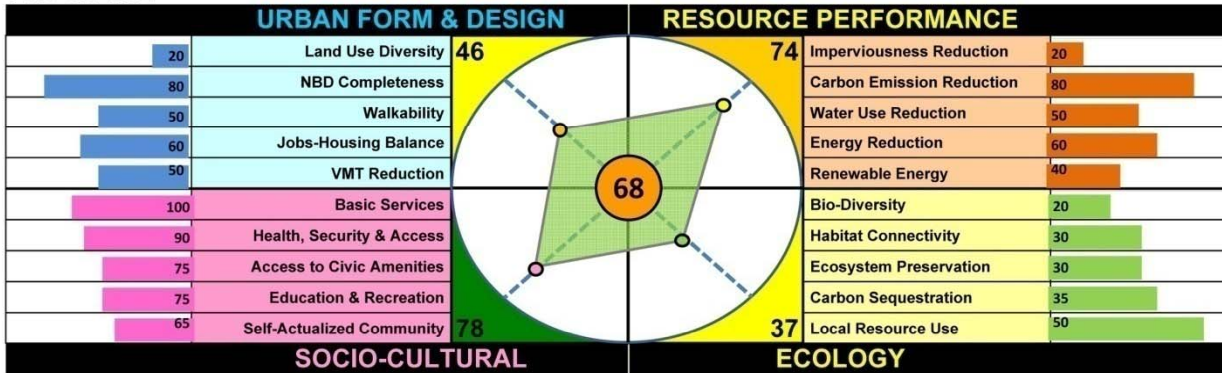 URBAN FORM & DESIGN
RESOURCE PERFORMANCE
20 Land Use Diversity 46 74 Imperviousness Reduction 20
80 NBD Completeness Carbon Emission Reduction 80
50 Walkability Water Use Reduction 50
60 Jobs-Housing Balance Energy Reduction 60
50 VMT Reduction Renewable Energy 40
68
100 Basic Services Bio-Diversity 20
90 Health, Security & Access Habitat Connectivity 30
75 Access to Civic Amenities Ecosystem Preservation 30
75 Education & Recreation Carbon Sequestration 35
65 Self-Actualized Community 78 37 Local Resource Use 50
SOCIO-CULTURAL
ECOLOGY